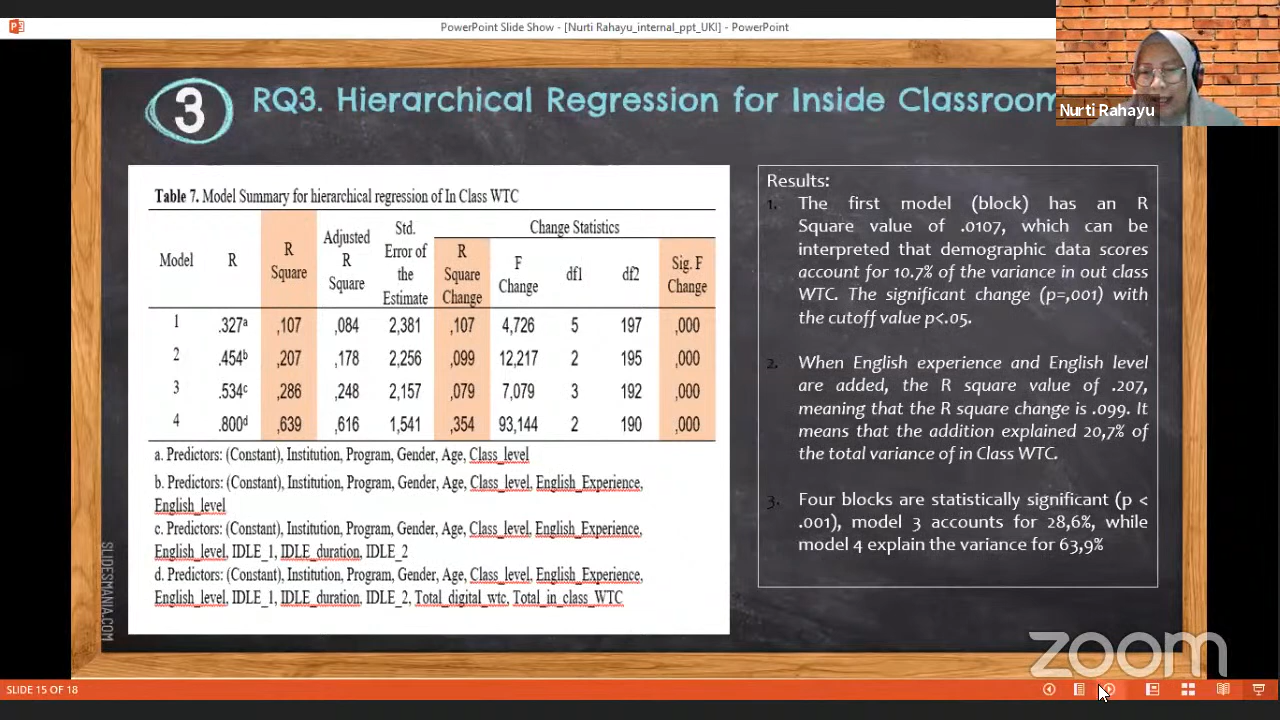 PowerPoint Slide Show - [Nurti Rahayu_internal_ppt_UKI] - PowerPoint
Nurti Rahayu
3
RQ3. Hierarchical Regression for Inside Classroom
Table 7. Model Summary for hierarchical regression of In Class WTC
Model R R Square Adjusted R Square Std. Error of the Estimate Change Statistics
R Square Change F Change df1 df2 Sig. F Change
1 .327a ,107 ,084 2,381 ,107 4,726 5 197 ,000
2 .454b ,207 ,178 2,256 ,099 12,217 2 195 ,000
3 .534c ,286 ,248 2,157 ,079 7,079 3 192 ,000
4 .800d ,639 ,616 1,541 ,354 93,144 2 190 ,000
a. Predictors: (Constant), Institution, Program, Gender, Age, Class_level
b. Predictors: (Constant), Institution, Program, Gender, Age, Class_level, English_Experience,
English_level
c. Predictors: (Constant), Institution, Program, Gender, Age, Class_level, English_Experience,
English_level, IDLE_1, IDLE_duration, IDLE_2
d. Predictors: (Constant), Institution, Program, Gender, Age, Class_level, English_Experience,
English_level, IDLE_1, IDLE_duration, IDLE_2, Total_digital_wtc, Total_in_class_WTC
Results:
1. The first model (block) has an R
Square value of .0107, which can be
interpreted that demographic data scores
account for 10.7% of the variance in out class
WTC. The significant change (p=,001) with
the cutoff value p<.05.
2. When English experience and English level
are added, the R square value of .207,
meaning that the R square change is .099. It
means that the addition explained 20,7% of
the total variance of in Class WTC.
3. Four blocks are statistically significant (p <
.001), model 3 accounts for 28,6%, while
model 4 explain the variance for 63,9%
SLIDESMANIA.COM
zoom
SLIDE 15 OF 18